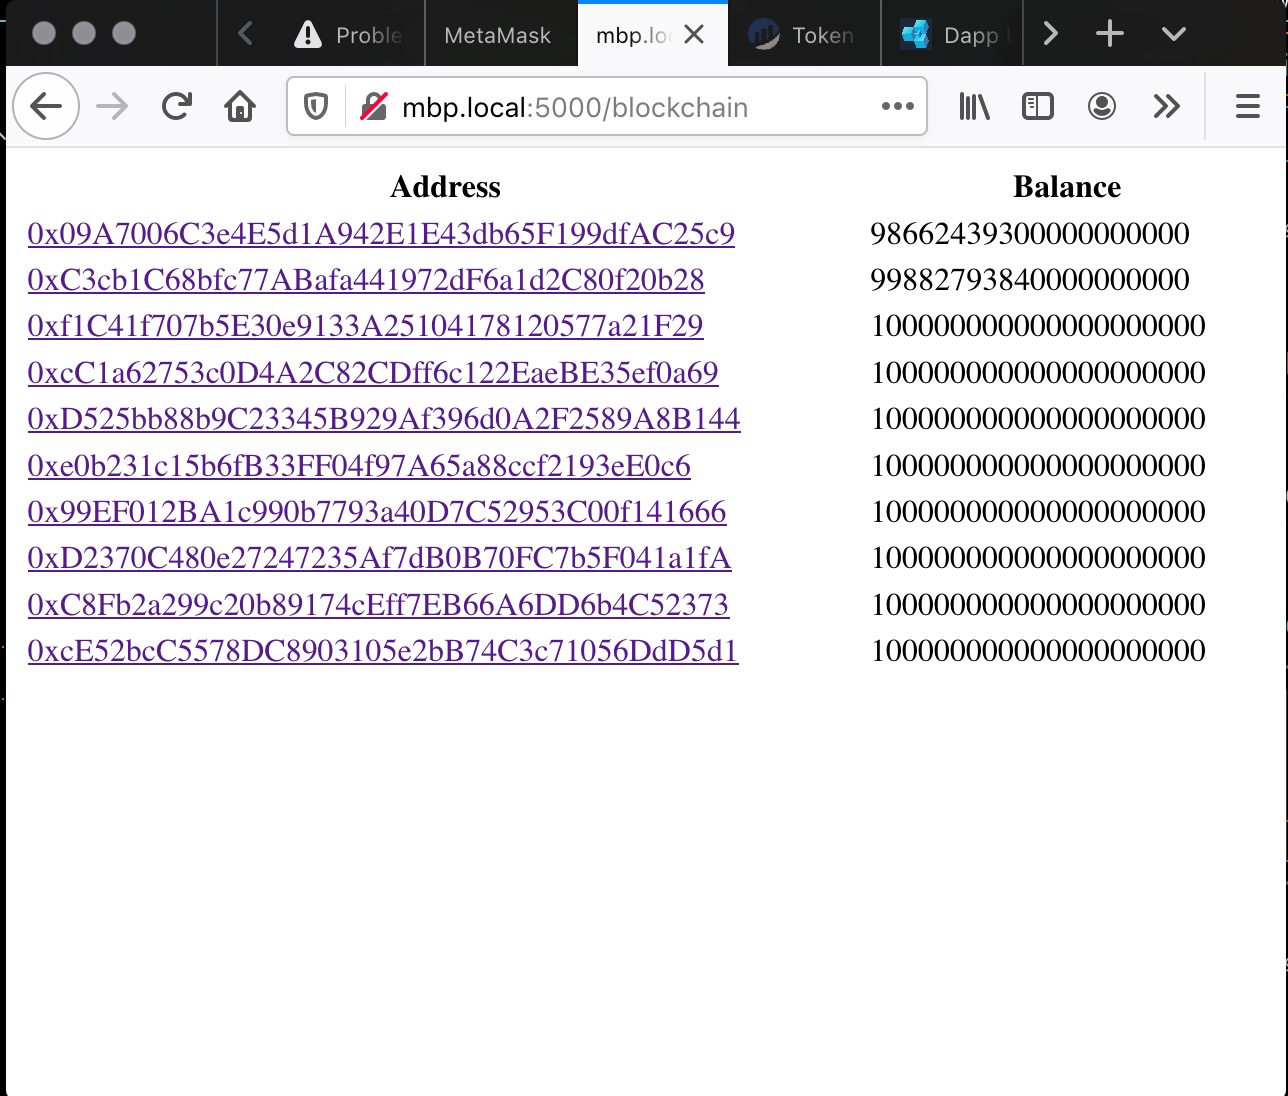 Proble MetaMask mbp.loc Token Dapp
mbp.local:5000/blockchain
Address Balance
0x09A7006C3e4E5d1A942E1E43db65F199dfAC25c9 98662439300000000000
0xC3cb1C68bfc77ABafa441972dF6a1d2C80f20b28 99882793840000000000
0xf1C41f707b5E30e9133A25104178120577a21F29 100000000000000000000
0xcC1a62753c0D4A2C82CDff6c122EaeBE35ef0a69 100000000000000000000
0xD525bb88b9C23345B929Af396d0A2F2589A8B144 100000000000000000000
0xe0b231c15b6fB33FF04f97A65a88ccf2193eE0c6 100000000000000000000
0x99EF012BA1c990b7793a40D7C52953C00f141666 100000000000000000000
0xD2370C480e27247235Af7dB0B70FC7b5F041a1fA 100000000000000000000
0xC8Fb2a299c20b89174cEff7EB66A6DD6b4C52373 100000000000000000000
0xcE52bcC5578DC8903105e2bB74C3c71056DdD5d1 100000000000000000000